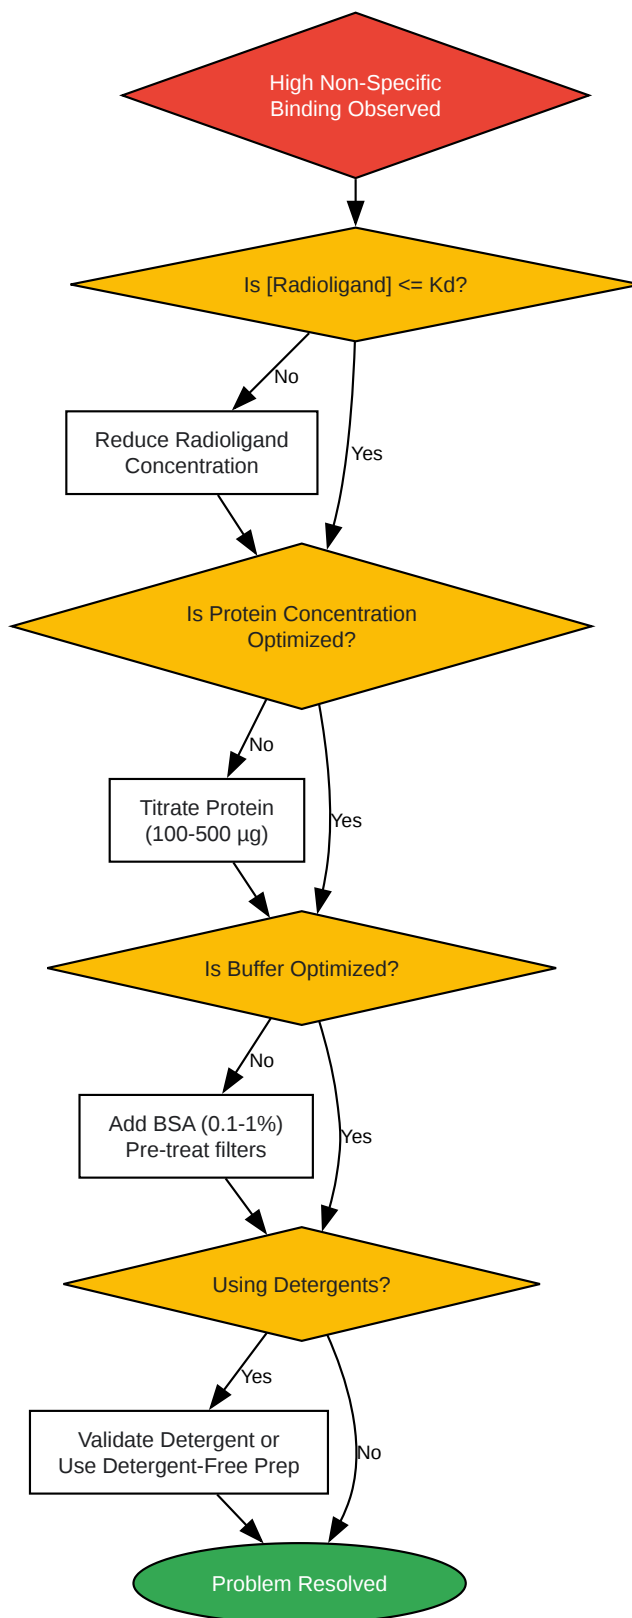 High Non-Specific
Binding Observed
Is [Radioligand] <= Kd?
No
Reduce Radioligand
Concentration
Yes
Is Protein Concentration
Optimized?
No
Titrate Protein
(100-500 µg)
Yes
Is Buffer Optimized?
No
Add BSA (0.1-1%)
Pre-treat filters
Yes
Using Detergents?
Yes
Validate Detergent or
Use Detergent-Free Prep
No
Problem Resolved